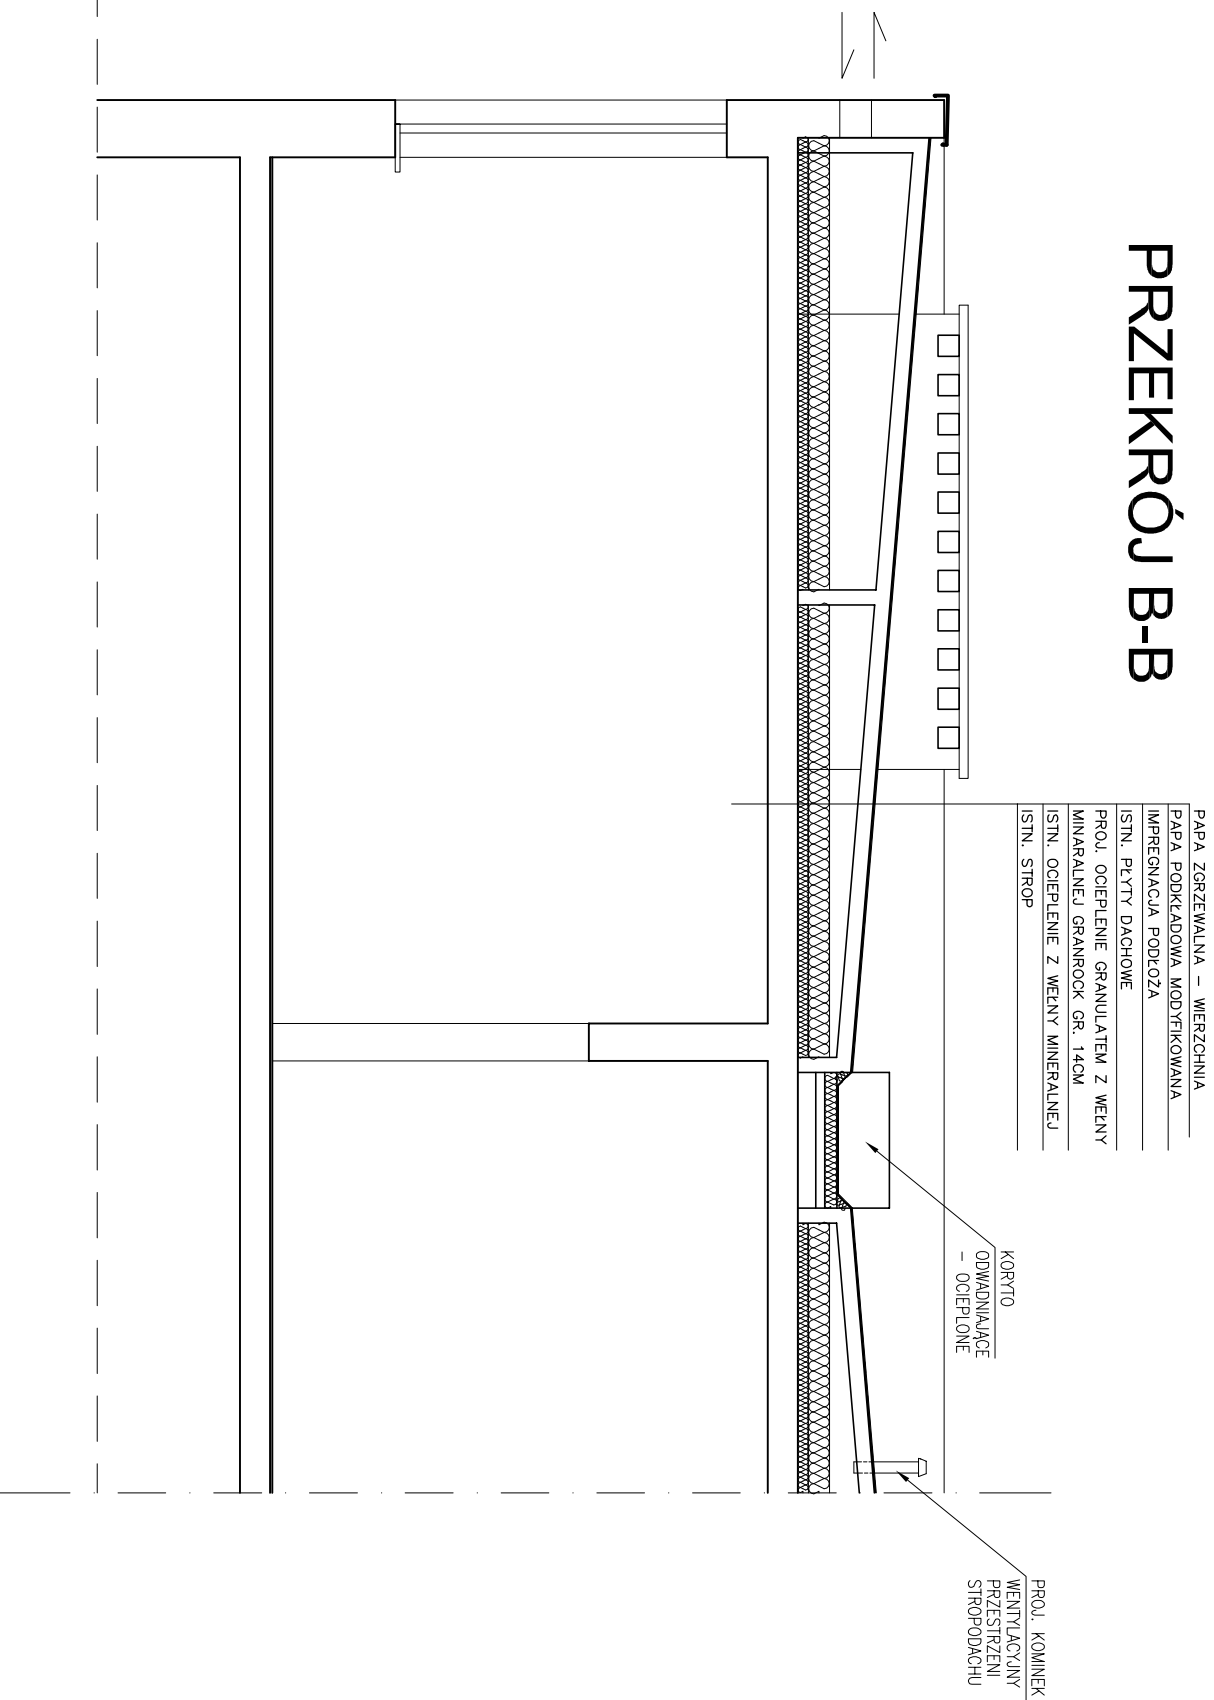 PRZEKRÓJ B-B
PAPA ZGRZEWALNA – WIERZCHNIA
PAPA PODKŁADOWA MODYFIKOWANA
IMPREGNACJA PODŁOŻA
ISTN. PŁYTY DACHOWE
PROJ. OCIEPLENIE GRANULATEM Z WEŁNY
MINARALNEJ GRANROCK GR. 14CM
ISTN. OCIEPLENIE Z WEŁNY MINERALNEJ
ISTN. STROP
KORYTO
ODWADNIAJĄCE
– OCIEPLONE
PROJ. KOMINEK
WENTYLACYJNY
PRZESTRZENI
STROPODACHU